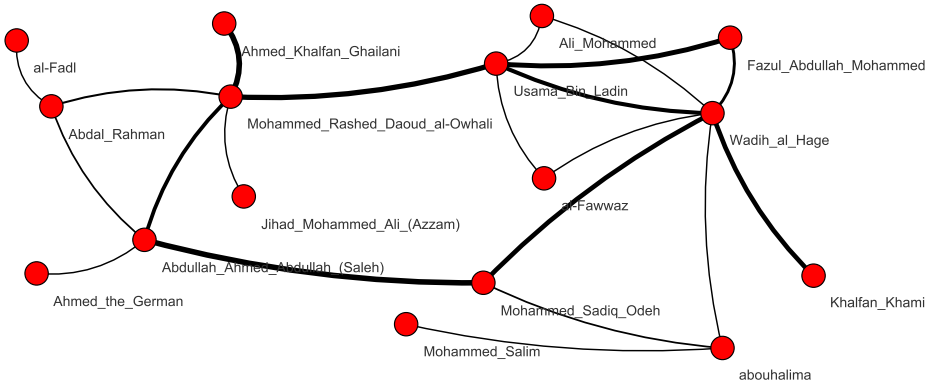 Ahmed_Khalfan_Ghailani
Ali_Mohammed
al-Fadl
Fazul_Abdullah_Mohammed
Usama_Bin_Ladin
Mohammed_Rashed_Daoud_al-Owhali
Abdal_Rahman
Wadih_al_Hage
al-Fawwaz
Jihad_Mohammed_Ali_(Azzam)
Abdullah_Ahmed_Abdullah_(Saleh)
Ahmed_the_German
Khalfan_Khami
Mohammed_Sadiq_Odeh
Mohammed_Salim
abouhalima